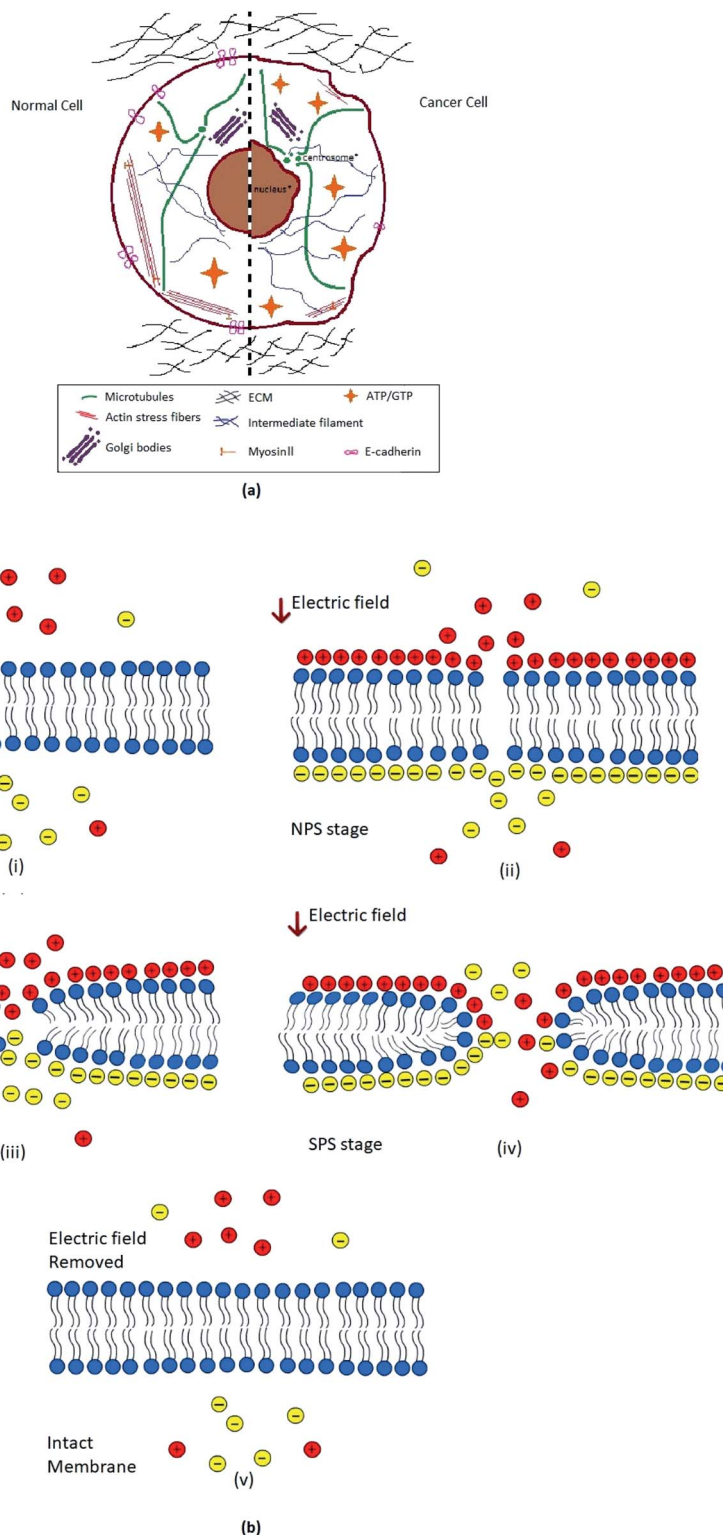 Normal Cell
Cancer Cell
centrosome*
nucleus*
Microtubules
ECM
ATP/GTP
Actin stress fibers
Intermediate filament
Golgi bodies
MyosinII
E-cadherin
(a)
Electric field
NPS stage
(i)
(ii)
Electric field
SPS stage
(iii)
(iv)
Electric field
Removed
Intact
Membrane
(v)
(b)